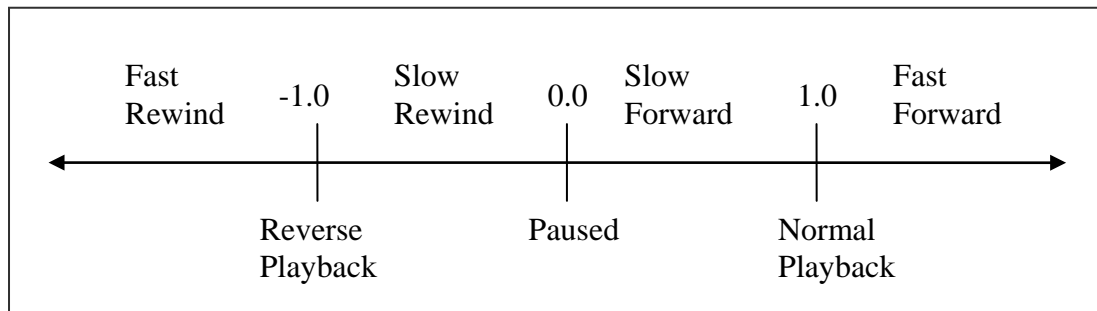 Fast
Rewind
-1.0
Slow
Rewind
0.0
Slow
Forward
1.0
Fast
Forward
Reverse
Playback
Paused
Normal
Playback